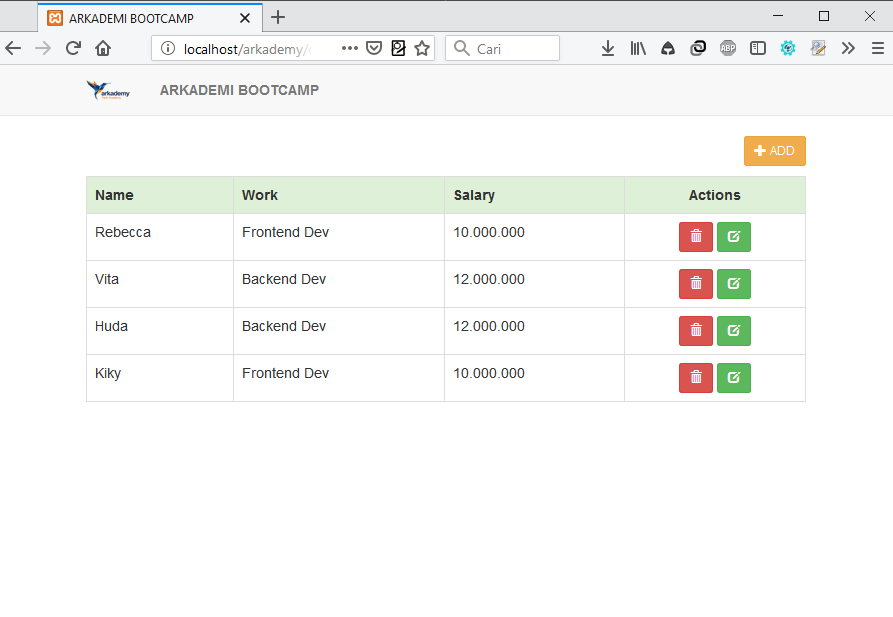 ARKADEMI BOOTCAMP
localhost/arkademy/
Cari
ABP
arkademy
ARKADEMI BOOTCAMP
ADD
Name Work Salary Actions
Rebecca Frontend Dev 10.000.000
Vita Backend Dev 12.000.000
Huda Backend Dev 12.000.000
Kiky Frontend Dev 10.000.000